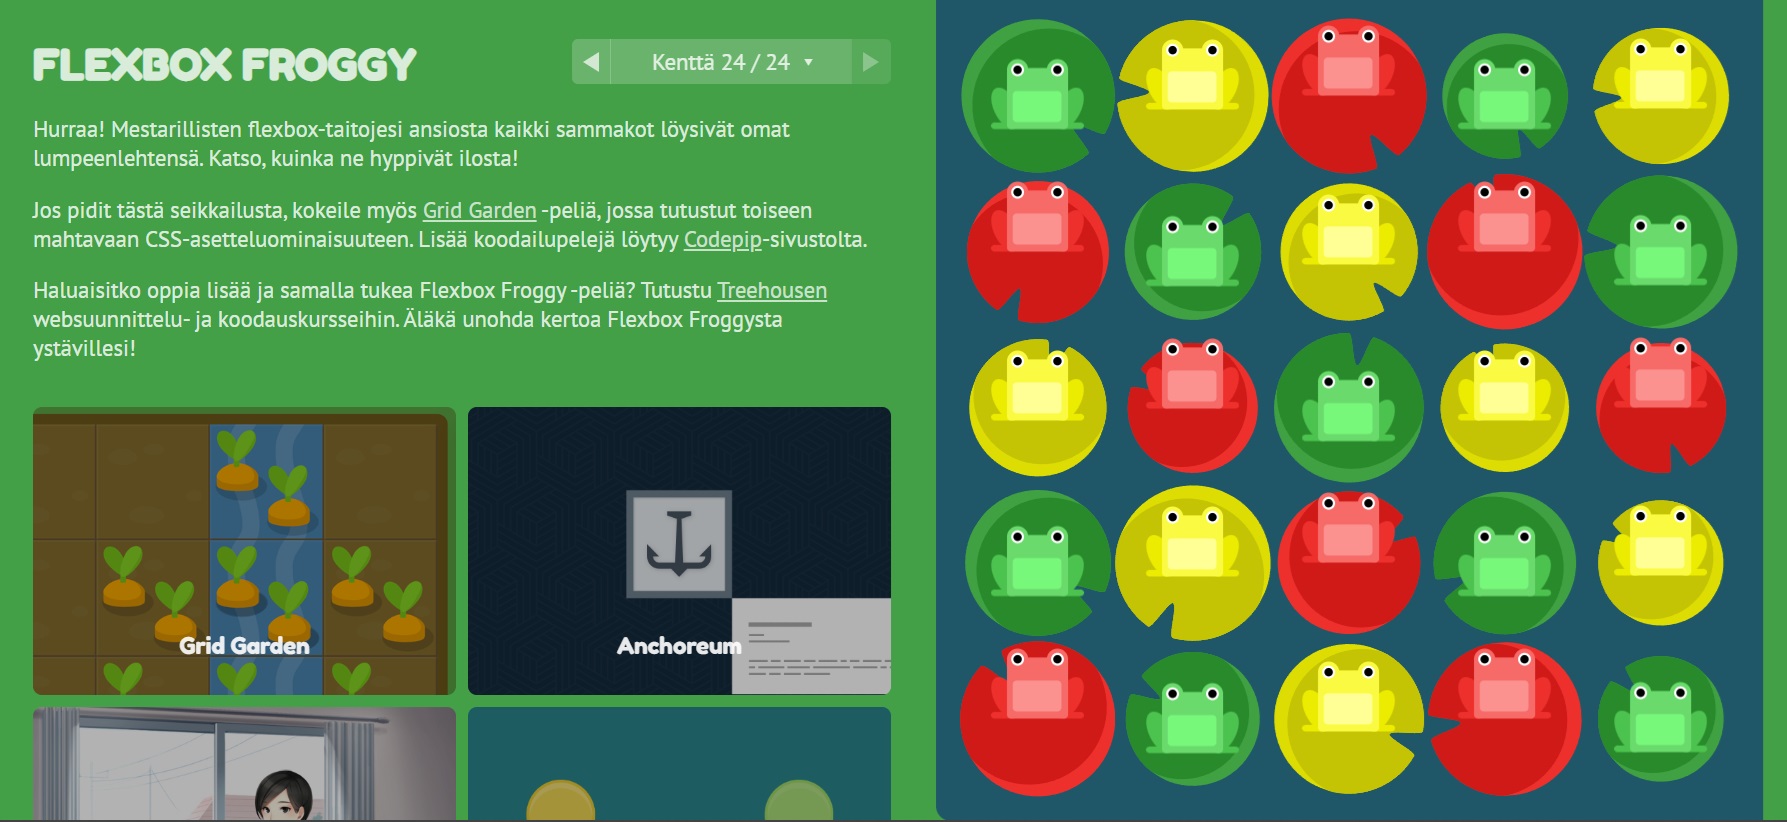 FLEXBOX FROGGY
Kenttä 24 / 24
Hurraa! Mestarillisten flexbox-taitojesi ansiosta kaikki sammakot löysivät omat
lumpeenlehtensä. Katso, kuinka ne hyppivät ilosta!
Jos pidit tästä seikkailusta, kokeile myös Grid Garden -peliä, jossa tutustut toiseen
mahtavaan CSS-asetteluominaisuuteen. Lisää koodailupelejä löytyy Codepip-sivustolta.
Haluaisitko oppia lisää ja samalla tukea Flexbox Froggy -peliä? Tutustu Treehousen
websuunnittelu- ja koodauskursseihin. Äläkä unohda kertoa Flexbox Froggysta
ystävillesi!
Grid Garden
Anchoreum